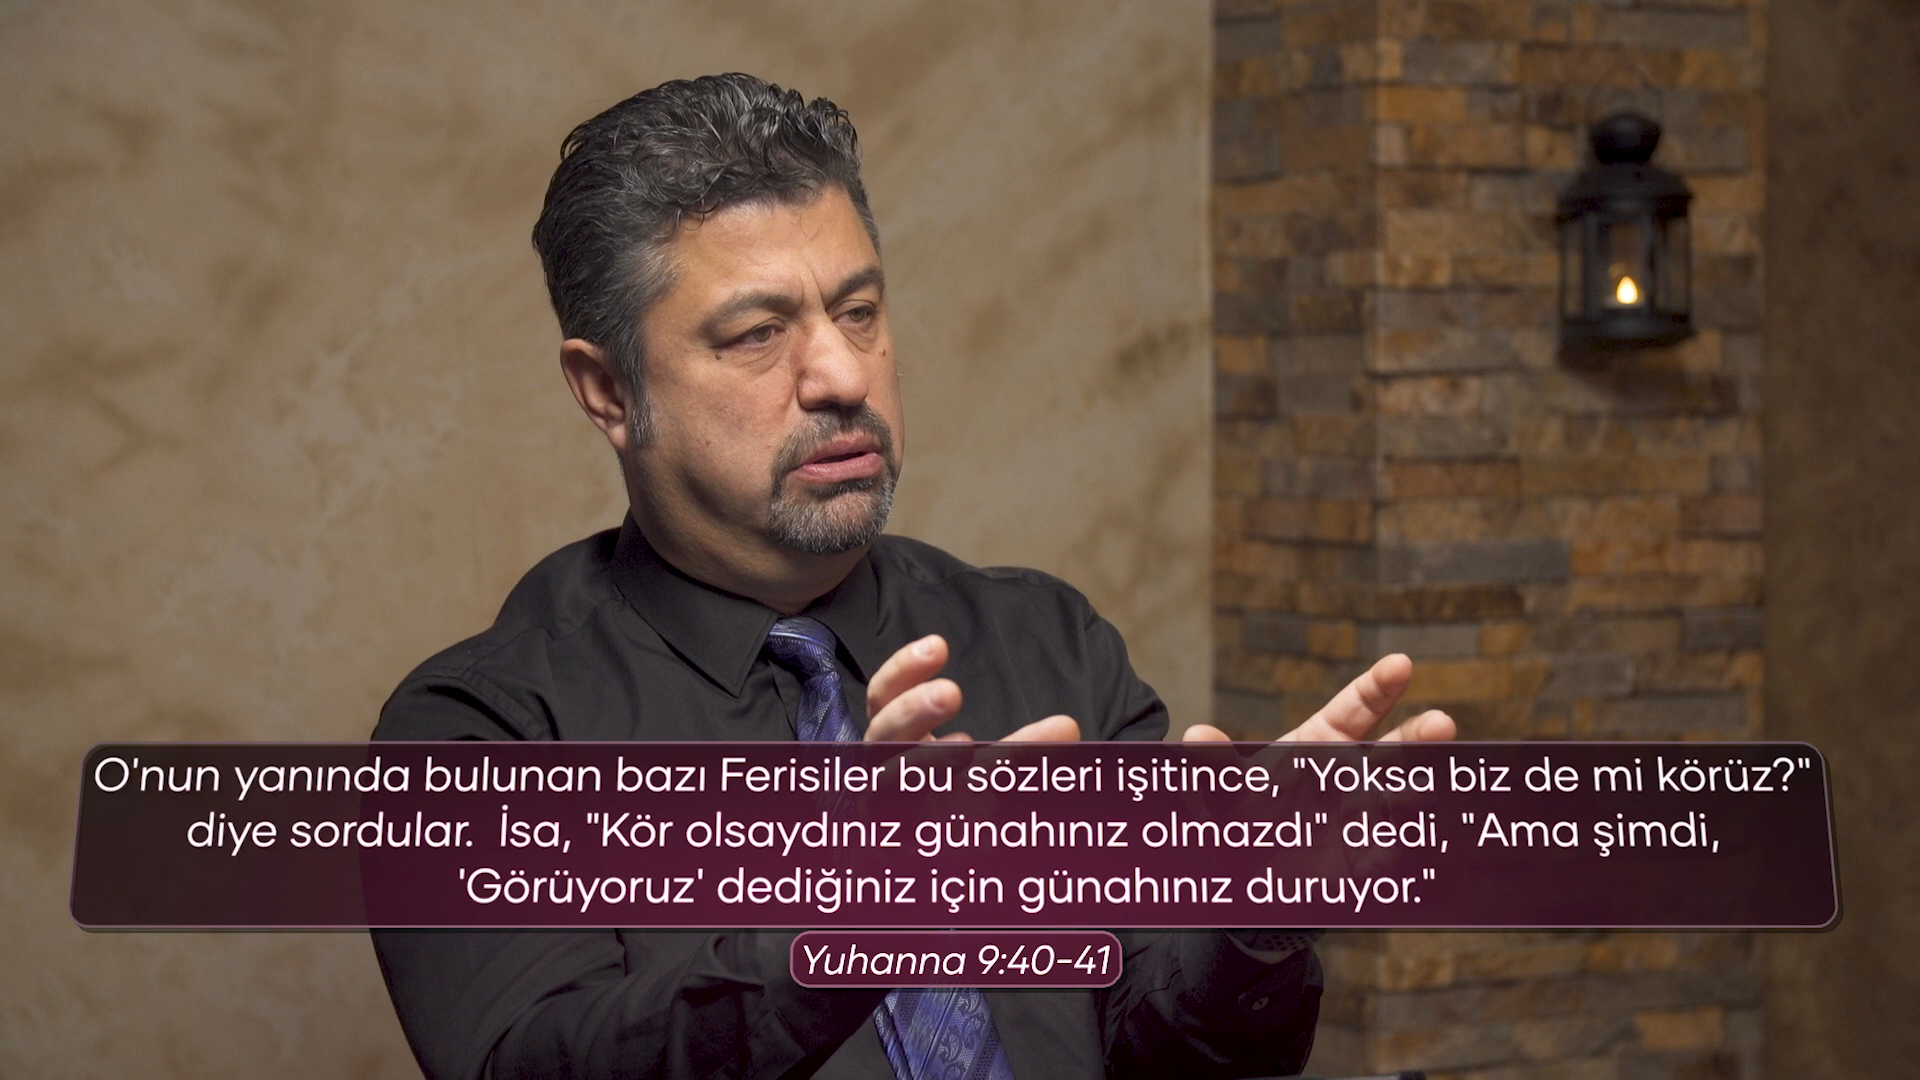 O'nun yanında bulunan bazı Ferisiler bu sözleri işitince, "Yoksa biz de mi körüz?"
diye sordular.  İsa, "Kör olsaydınız günahınız olmazdı" dedi, "Ama şimdi,
'Görüyoruz' dediğiniz için günahınız duruyor."
Yuhanna 9:40-41